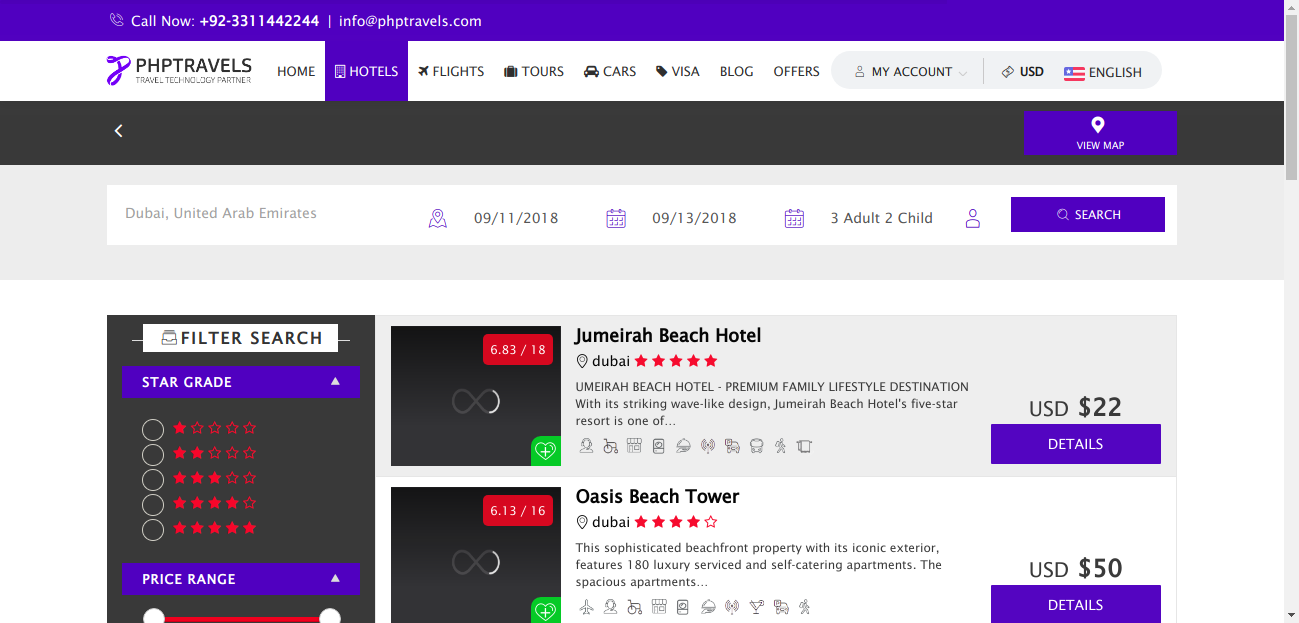 Call Now: +92-3311442244 | info@phptravels.com
PHPTRAVELS
TRAVEL TECHNOLOGY PARTNER
HOME HOTELS FLIGHTS TOURS CARS VISA BLOG OFFERS MY ACCOUNT USD ENGLISH
VIEW MAP
Dubai, United Arab Emirates 09/11/2018 09/13/2018 3 Adult 2 Child SEARCH
FILTER SEARCH
STAR GRADE
PRICE RANGE
6.83 / 18
Jumeirah Beach Hotel
dubai
UMEIRAH BEACH HOTEL - PREMIUM FAMILY LIFESTYLE DESTINATION
With its striking wave-like design, Jumeirah Beach Hotel's five-star
resort is one of...
USD $22
DETAILS
6.13 / 16
Oasis Beach Tower
dubai
This sophisticated beachfront property with its iconic exterior,
features 180 luxury serviced and self-catering apartments. The
spacious apartments...
USD $50
DETAILS